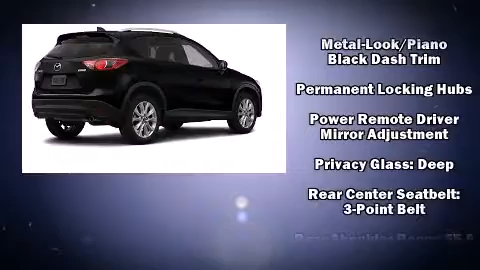 Metal-Look/Piano
Black Dash Trim
Permanent Locking Hubs
Power Remote Driver
Mirror Adjustment
Privacy Glass: Deep
Rear Center Seatbelt:
3-Point Belt